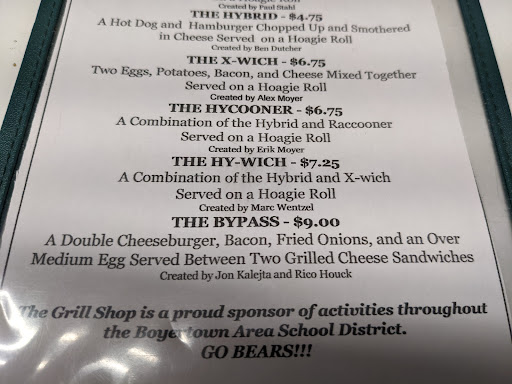 Created by Paul Stahl
THE HYBRID - $4.75
A Hot Dog and Hamburger Chopped Up and Smothered
in Cheese Served on a Hoagie Roll
Created by Ben Dutcher
THE X-WICH - $6.75
Two Eggs, Potatoes, Bacon, and Cheese Mixed Together
Served on a Hoagie Roll
Created by Alex Moyer
THE HYCOONER - $6.75
A Combination of the Hybrid and Raccooner
Served on a Hoagie Roll
Created by Erik Moyer
THE HY-WICH - $7.25
A Combination of the Hybrid and X-wich
Served on a Hoagie Roll
Created by Marc Wentzel
THE BYPASS - $9.00
A Double Cheeseburger, Bacon, Fried Onions, and an Over
Medium Egg Served Between Two Grilled Cheese Sandwiches
Created by Jon Kalejta and Rico Houck
The Grill Shop is a proud sponsor of activities throughout
the Boyertown Area School District.
GO BEARS!!!